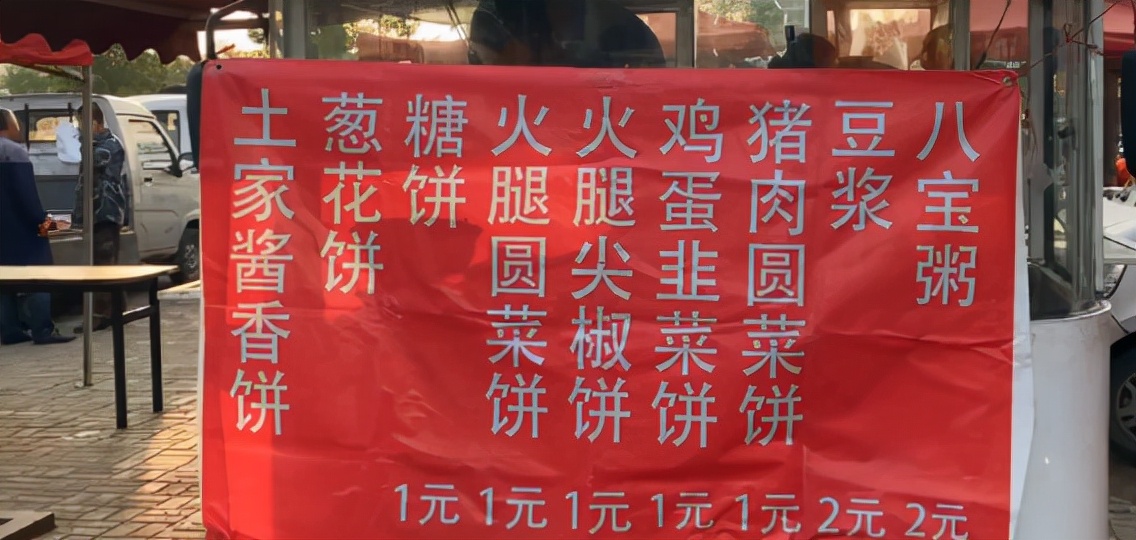 土家酱香饼
葱花饼
糖饼
火腿圆菜饼
火腿尖椒饼
鸡蛋韭菜饼
猪肉圆菜饼
豆浆
八宝粥
1元 1元 1元 1元 1元 2元 2元